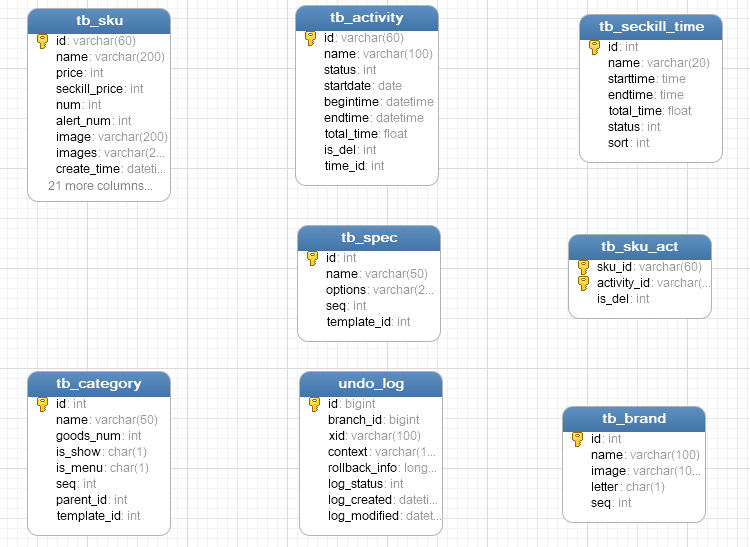 tb_sku
id: varchar(60)
name: varchar(200)
price: int
seckill_price: int
num: int
alert_num: int
image: varchar(200)
images: varchar(2...
create_time: dateti...
21 more columns...
tb_activity
id: varchar(60)
name: varchar(100)
status: int
startdate: date
begintime: datetime
endtime: datetime
total_time: float
is_del: int
time_id: int
tb_seckill_time
id: int
name: varchar(20)
starttime: time
endtime: time
total_time: float
status: int
sort: int
tb_spec
id: int
name: varchar(50)
options: varchar(2...
seq: int
template_id: int
tb_sku_act
sku_id: varchar(60)
activity_id: varchar(...
is_del: int
tb_category
id: int
name: varchar(50)
goods_num: int
is_show: char(1)
is_menu: char(1)
seq: int
parent_id: int
template_id: int
undo_log
id: bigint
branch_id: bigint
xid: varchar(100)
context: varchar(1...
rollback_info: long...
log_status: int
log_created: dateti...
log_modified: datet...
tb_brand
id: int
name: varchar(100)
image: varchar(10...
letter: char(1)
seq: int